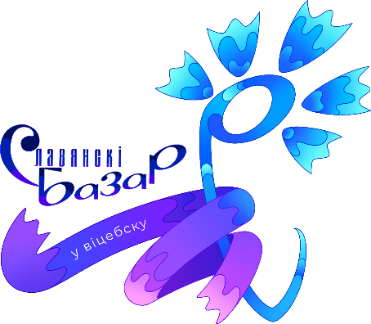 Славянскі
Базар
у віцебску